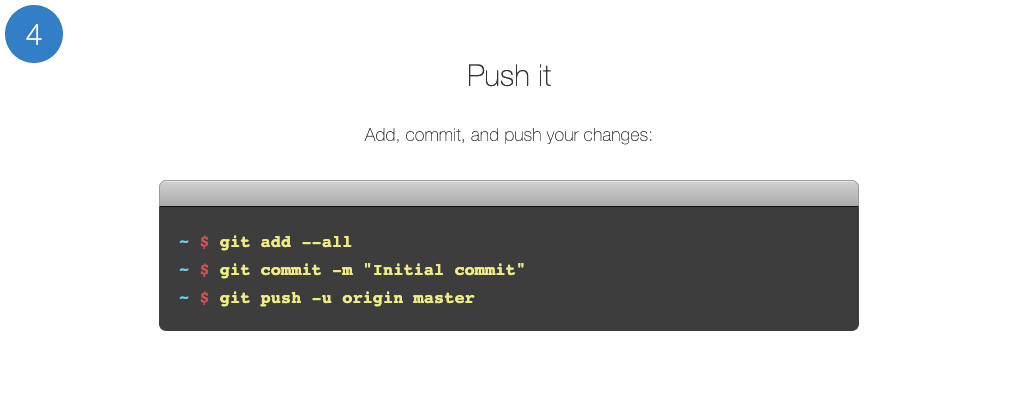 4
Push it
Add, commit, and push your changes:
~ $ git add --all
~ $ git commit -m "Initial commit"
~ $ git push -u origin master